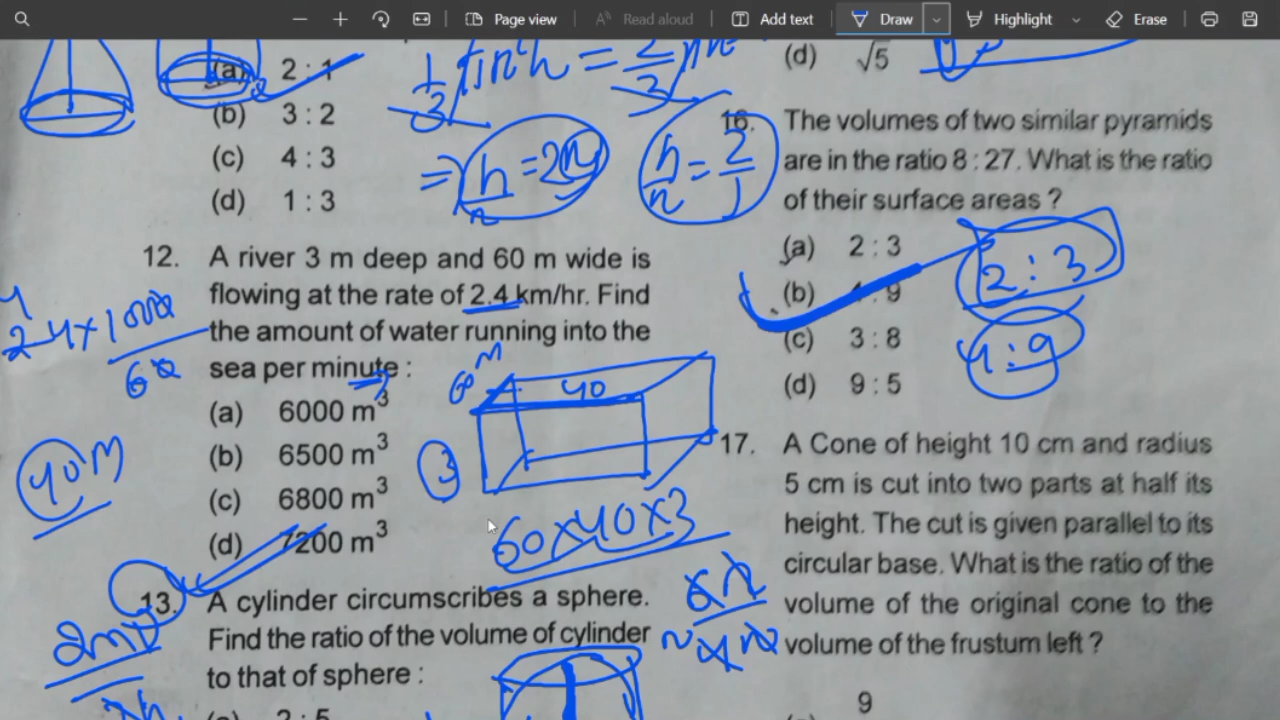 Page view
Read aloud
Add text
Draw
Highlight
Erase
(a) 2 : 1
(b) 3 : 2
(c) 4 : 3
(d) 1 : 3
12. A river 3 m deep and 60 m wide is
flowing at the rate of 2.4 km/hr. Find
the amount of water running into the
sea per minute :
(a) 6000 m³
(b) 6500 m³
(c) 6800 m³
(d) 7200 m³
40 M
60 M
40
3
60×40×3
13. A cylinder circumscribes a sphere.
Find the ratio of the volume of cylinder
to that of sphere :
(d) √5
16. The volumes of two similar pyramids
are in the ratio 8 : 27. What is the ratio
of their surface areas ?
(a) 2 : 3
(b) : 9
(c) 3 : 8
(d) 9 : 5
2 : 3
4 : 9
17. A Cone of height 10 cm and radius
5 cm is cut into two parts at half its
height. The cut is given parallel to its
circular base. What is the ratio of the
volume of the original cone to the
volume of the frustum left ?
9